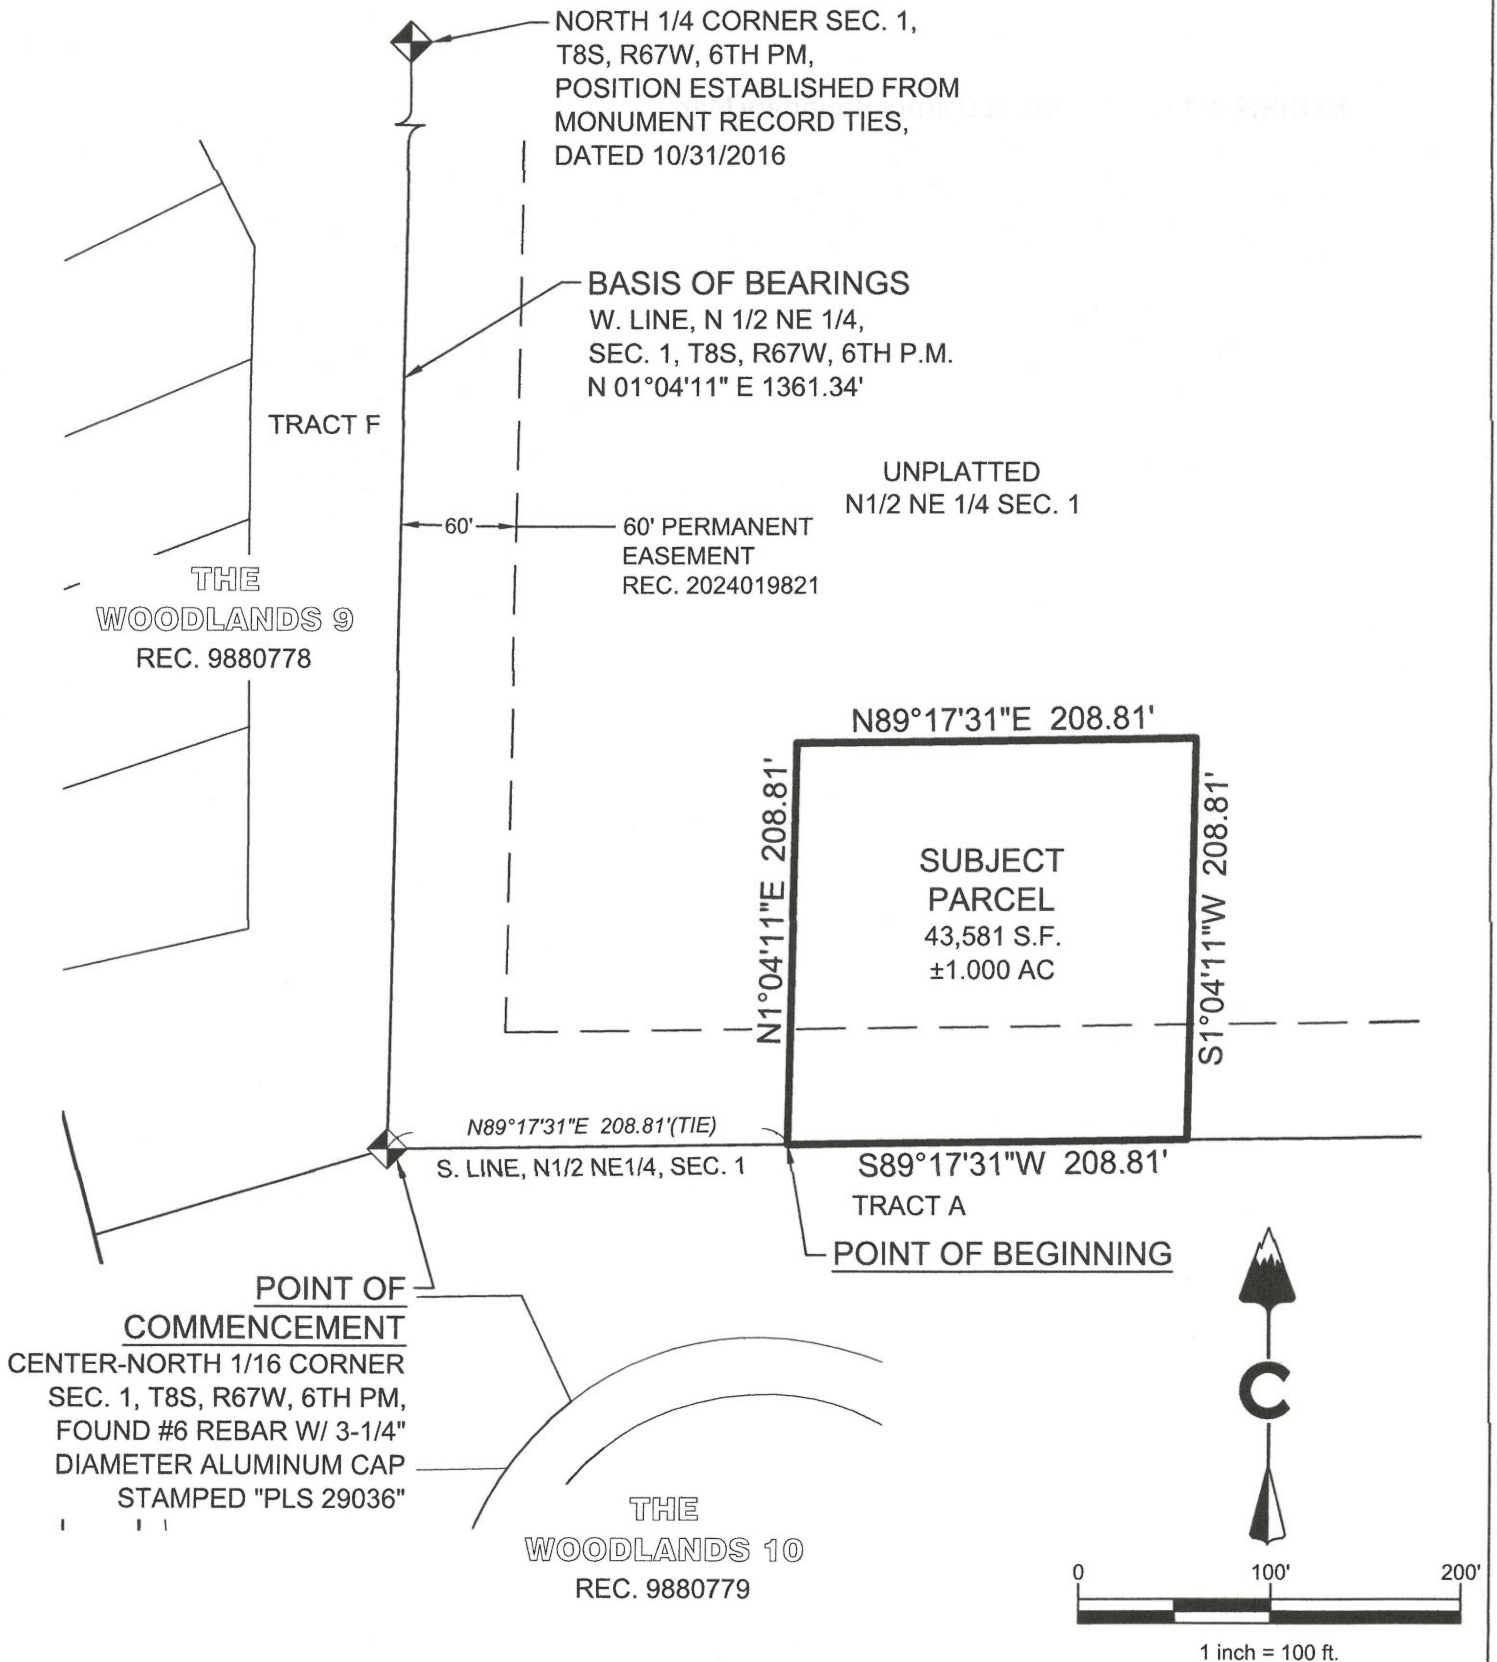 NORTH 1/4 CORNER SEC. 1,
T8S, R67W, 6TH PM,
POSITION ESTABLISHED FROM
MONUMENT RECORD TIES,
DATED 10/31/2016
BASIS OF BEARINGS
W. LINE, N 1/2 NE 1/4,
SEC. 1, T8S, R67W, 6TH P.M.
N 01°04'11" E 1361.34'
TRACT F
UNPLATTED
N1/2 NE 1/4 SEC. 1
60'
60' PERMANENT
EASEMENT
REC. 2024019821
THE
WOODLANDS 9
REC. 9880778
N89°17'31"E 208.81'
N1°04'11"E 208.81'
SUBJECT
PARCEL
43,581 S.F.
±1.000 AC
S1°04'11"W 208.81'
N89°17'31"E 208.81'(TIE)
S. LINE, N1/2 NE1/4, SEC. 1
S89°17'31"W 208.81'
TRACT A
POINT OF BEGINNING
POINT OF
COMMENCEMENT
CENTER-NORTH 1/16 CORNER
SEC. 1, T8S, R67W, 6TH PM,
FOUND #6 REBAR W/ 3-1/4"
DIAMETER ALUMINUM CAP
STAMPED "PLS 29036"
THE
WOODLANDS 10
REC. 9880779
C
0 100' 200'
1 inch = 100 ft.